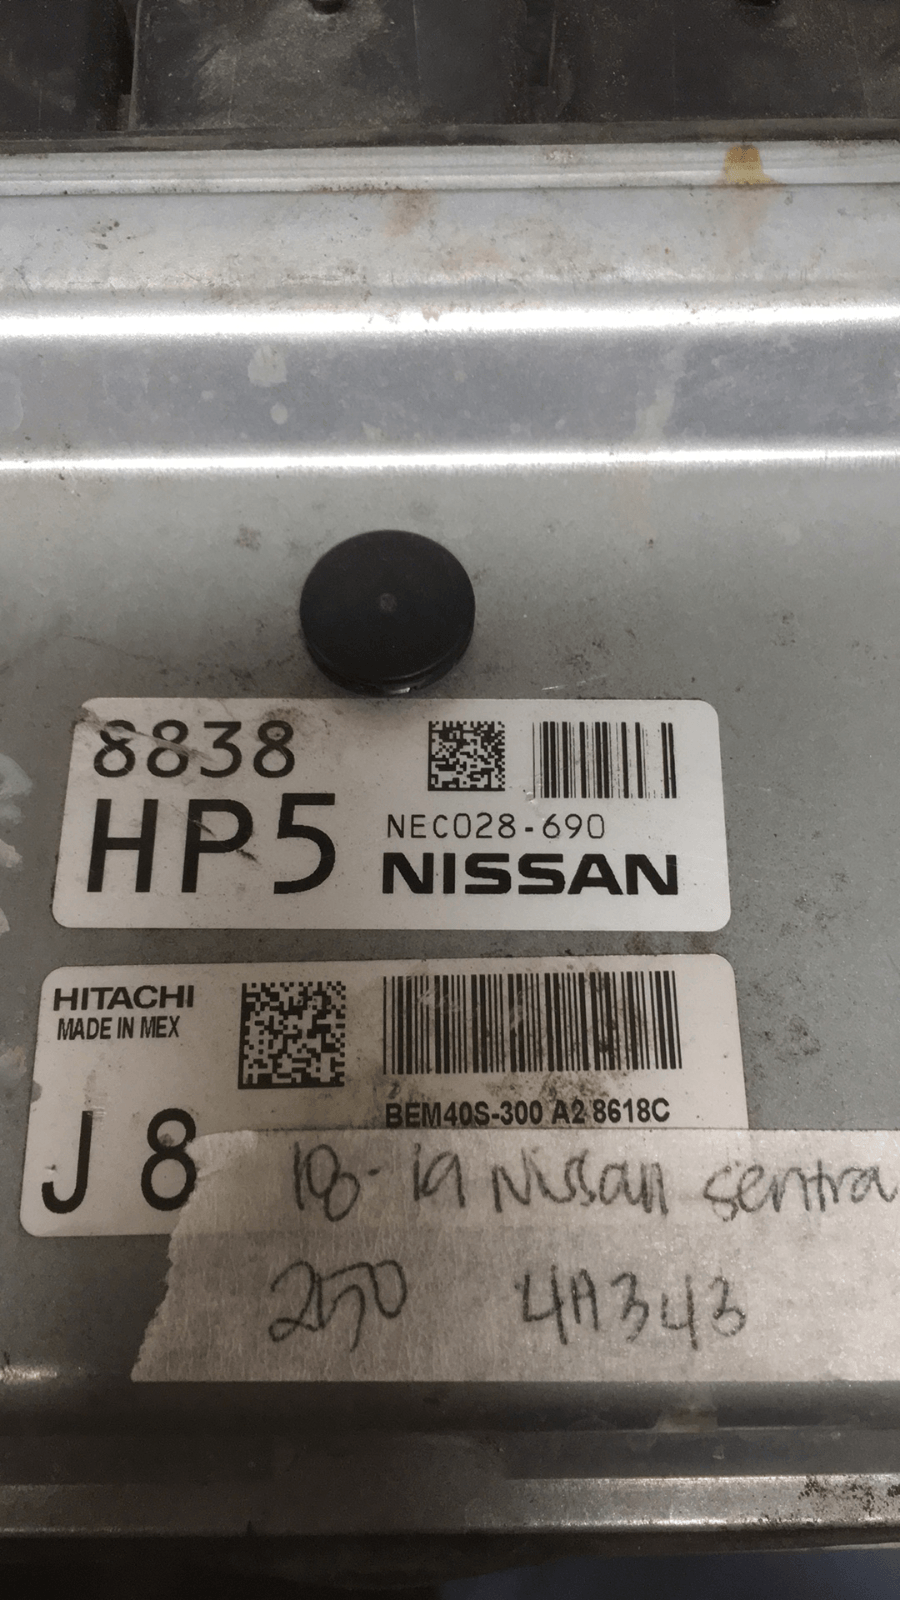 8838
HP5
NEC028-690
NISSAN
HITACHI
MADE IN MEX
J 8
BEM40S-300 A2 8618C
18-19 Nissan sentra
250 4A343